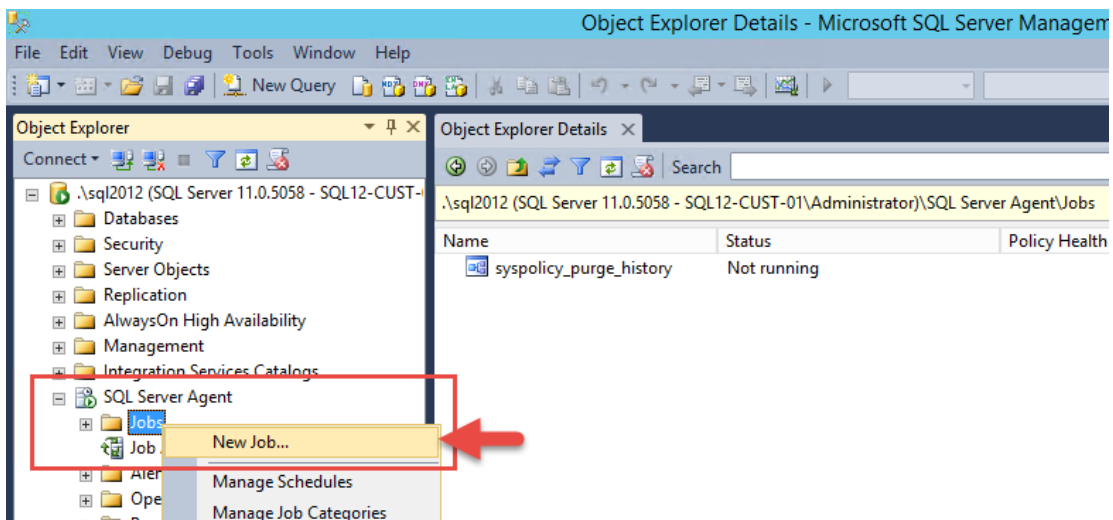 Object Explorer Details - Microsoft SQL Server Managem
File Edit View Debug Tools Window Help
New Query
Object Explorer
Object Explorer Details
Connect
Search
.\sql2012 (SQL Server 11.0.5058 - SQL12-CUST-
.\sql2012 (SQL Server 11.0.5058 - SQL12-CUST-01\Administrator)\SQL Server Agent\Jobs
Databases
Security
Server Objects
Replication
AlwaysOn High Availability
Management
Integration Services Catalogs
SQL Server Agent
Jobs
Job
Aler
Ope
New Job...
Manage Schedules
Manage Job Categories
Name Status Policy Health
syspolicy_purge_history Not running